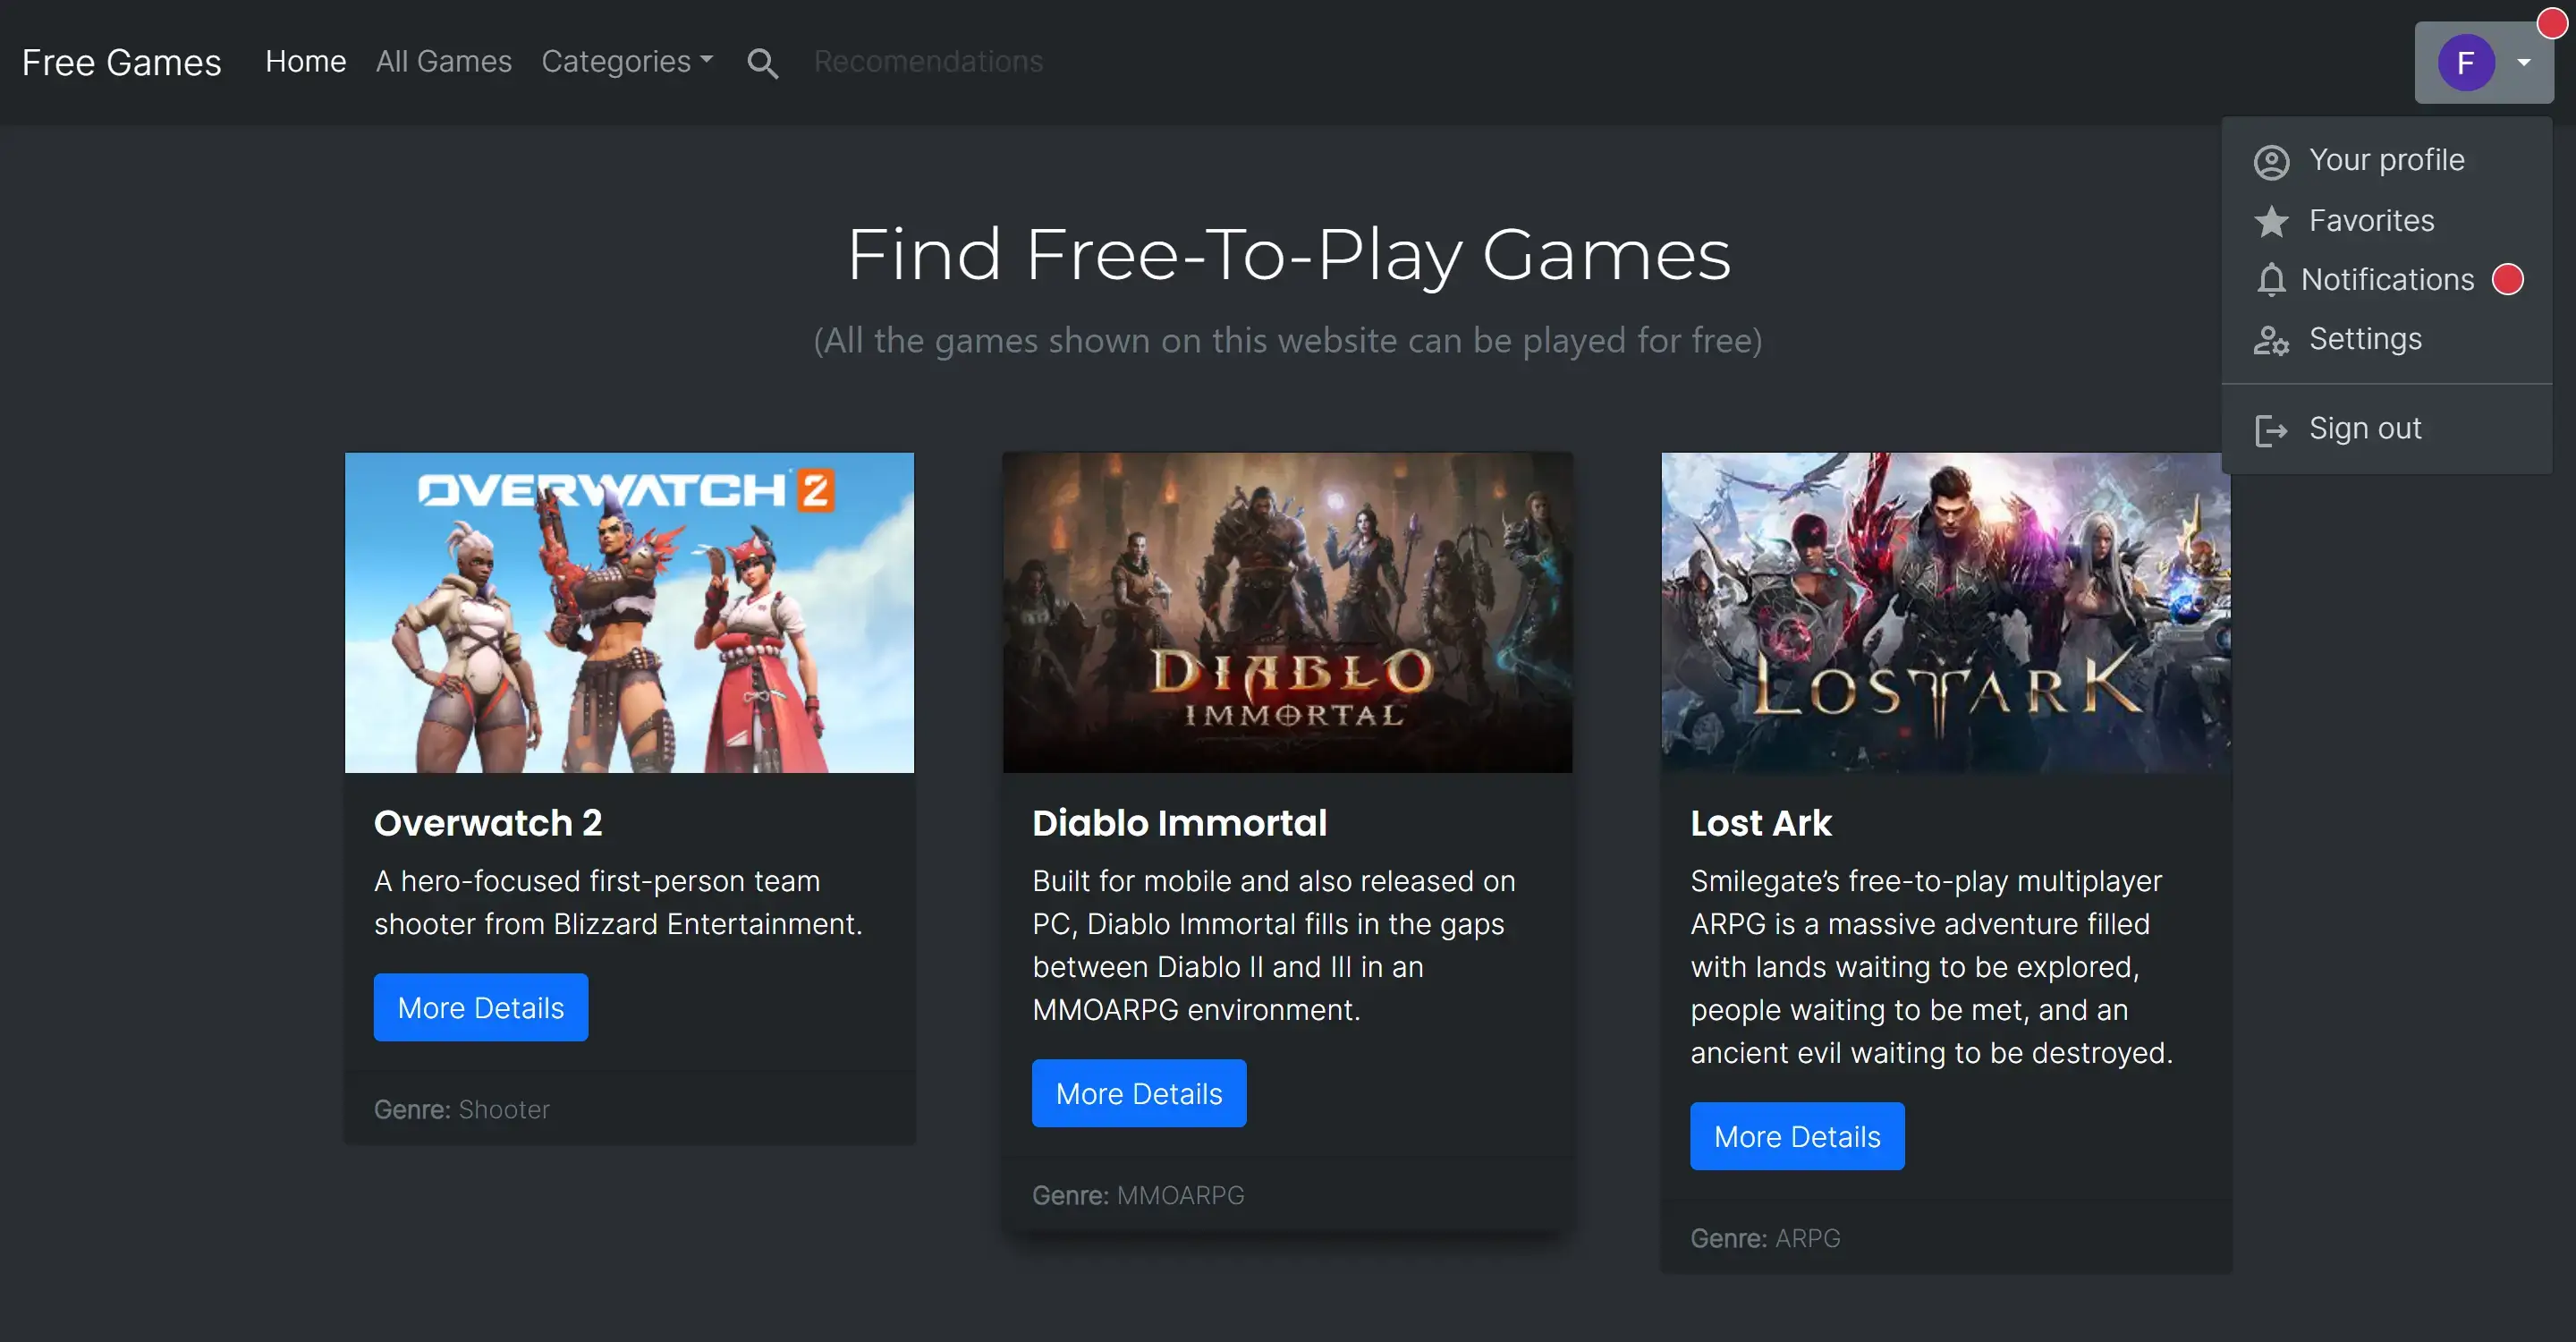 Free Games
Home
All Games
Categories
Recomendations
F
Your profile
Favorites
Notifications
Settings
Sign out
Find Free-To-Play Games
(All the games shown on this website can be played for free)
OVERWATCH 2
Overwatch 2
A hero-focused first-person team
shooter from Blizzard Entertainment.
More Details
Genre: Shooter
DIABLO
IMMORTAL
Diablo Immortal
Built for mobile and also released on
PC, Diablo Immortal fills in the gaps
between Diablo II and III in an
MMOARPG environment.
More Details
Genre: MMOARPG
LOST ARK
Lost Ark
Smilegate’s free-to-play multiplayer
ARPG is a massive adventure filled
with lands waiting to be explored,
people waiting to be met, and an
ancient evil waiting to be destroyed.
More Details
Genre: ARPG